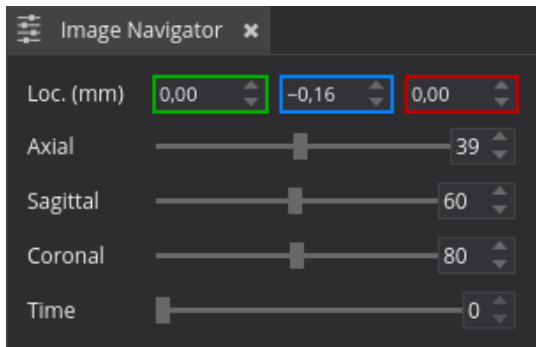 Image Navigator ×
Loc. (mm) 0,00 −0,16 0,00
Axial 39
Sagittal 60
Coronal 80
Time 0